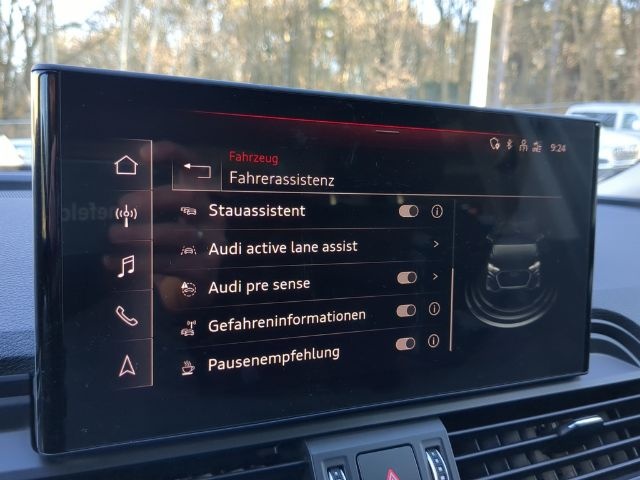 9:24
Fahrzeug
Fahrerassistenz
Stauassistent
Audi active lane assist
Audi pre sense
Gefahreninformationen
Pausenempfehlung